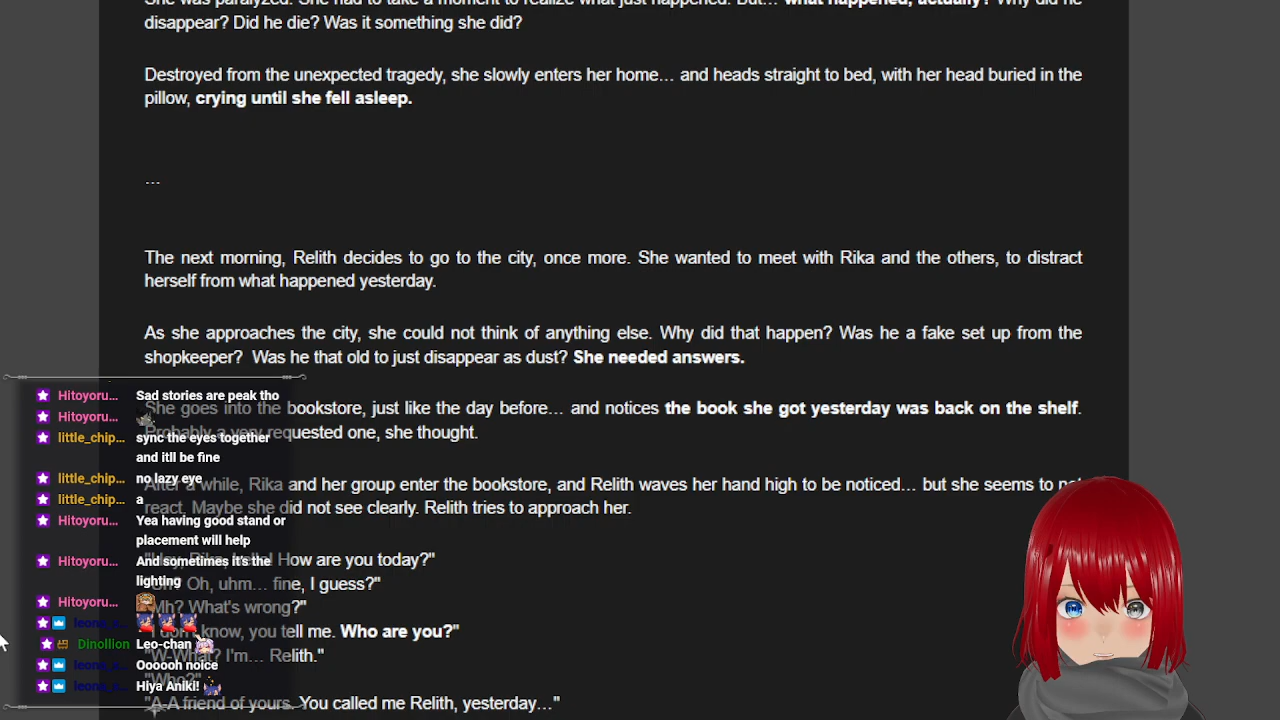 She was paralyzed. She had to take a moment to realize what just happened. But... what happened, actually? Why did he
disappear? Did he die? Was it something she did?
Destroyed from the unexpected tragedy, she slowly enters her home... and heads straight to bed, with her head buried in the
pillow, crying until she fell asleep.
...
The next morning, Relith decides to go to the city, once more. She wanted to meet with Rika and the others, to distract
herself from what happened yesterday.
As she approaches the city, she could not think of anything else. Why did that happen? Was he a fake set up from the
shopkeeper?  Was he that old to just disappear as dust? She needed answers.
She goes into the bookstore, just like the day before... and notices the book she got yesterday was back on the shelf.
Probably a very requested one, she thought.
After a while, Rika and her group enter the bookstore, and Relith waves her hand high to be noticed... but she seems to not
react. Maybe she did not see clearly. Relith tries to approach her.
"Hey, Rika, hello! How are you today?"
Oh, uhm... fine, I guess?"
"Mh? What's wrong?"
"I don't know, you tell me. Who are you?"
"W-What? I'm... Relith."
"Who?"
"A-A friend of yours. You called me Relith, yesterday..."
Hitoyoru... Sad stories are peak tho
Hitoyoru...
little_chip... sync the eyes together
and itll be fine
little_chip... no lazy eye
little_chip... a
Hitoyoru... Yea having good stand or
placement will help
Hitoyoru... And sometimes it's the
lighting
Hitoyoru...
Dinollion Leo-chan
Oooooh noice
Hiya Aniki!